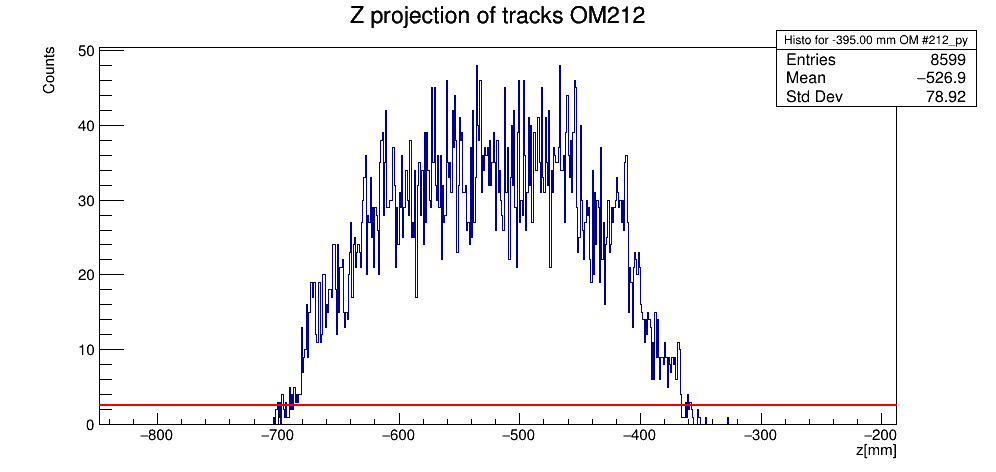 Z projection of tracks OM212
Histo for -395.00 mm OM #212_py
Entries 8599
Mean −526.9
Std Dev 78.92
Counts
50
40
30
20
10
0
−800 −700 −600 −500 −400 −300 −200
z[mm]